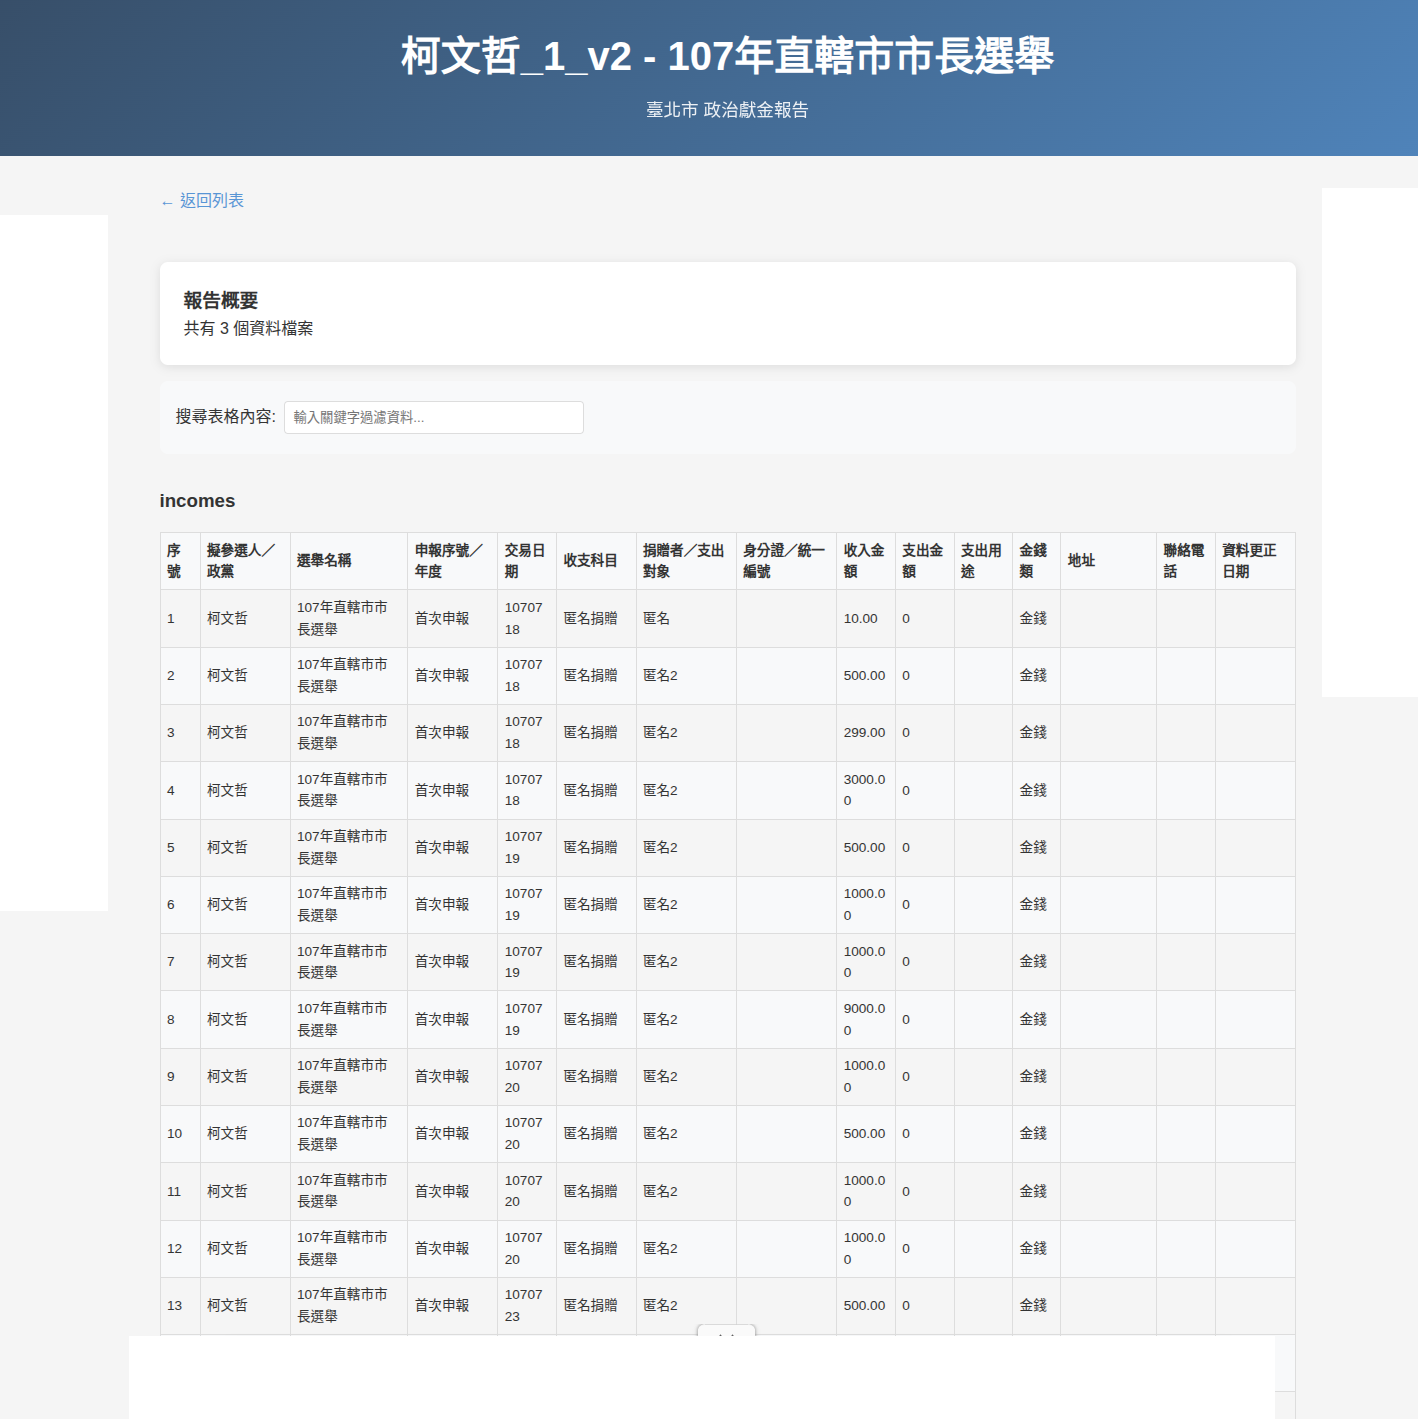 柯文哲_1_v2 - 107年直轄市市長選舉
臺北市 政治獻金報告
← 返回列表
報告概要
共有 3 個資料檔案
搜尋表格內容: 輸入關鍵字過濾資料...
incomes
序號 擬參選人／政黨 選舉名稱 申報序號／年度 交易日期 收支科目 捐贈者／支出對象 身分證／統一編號 收入金額 支出金額 支出用途 金錢類 地址 聯絡電話 資料更正日期
1 柯文哲 107年直轄市市長選舉 首次申報 1070718 匿名捐贈 匿名 10.00 0 金錢
2 柯文哲 107年直轄市市長選舉 首次申報 1070718 匿名捐贈 匿名2 500.00 0 金錢
3 柯文哲 107年直轄市市長選舉 首次申報 1070718 匿名捐贈 匿名2 299.00 0 金錢
4 柯文哲 107年直轄市市長選舉 首次申報 1070718 匿名捐贈 匿名2 3000.00 0 金錢
5 柯文哲 107年直轄市市長選舉 首次申報 1070719 匿名捐贈 匿名2 500.00 0 金錢
6 柯文哲 107年直轄市市長選舉 首次申報 1070719 匿名捐贈 匿名2 1000.00 0 金錢
7 柯文哲 107年直轄市市長選舉 首次申報 1070719 匿名捐贈 匿名2 1000.00 0 金錢
8 柯文哲 107年直轄市市長選舉 首次申報 1070719 匿名捐贈 匿名2 9000.00 0 金錢
9 柯文哲 107年直轄市市長選舉 首次申報 1070720 匿名捐贈 匿名2 1000.00 0 金錢
10 柯文哲 107年直轄市市長選舉 首次申報 1070720 匿名捐贈 匿名2 500.00 0 金錢
11 柯文哲 107年直轄市市長選舉 首次申報 1070720 匿名捐贈 匿名2 1000.00 0 金錢
12 柯文哲 107年直轄市市長選舉 首次申報 1070720 匿名捐贈 匿名2 1000.00 0 金錢
13 柯文哲 107年直轄市市長選舉 首次申報 1070723 匿名捐贈 匿名2 500.00 0 金錢